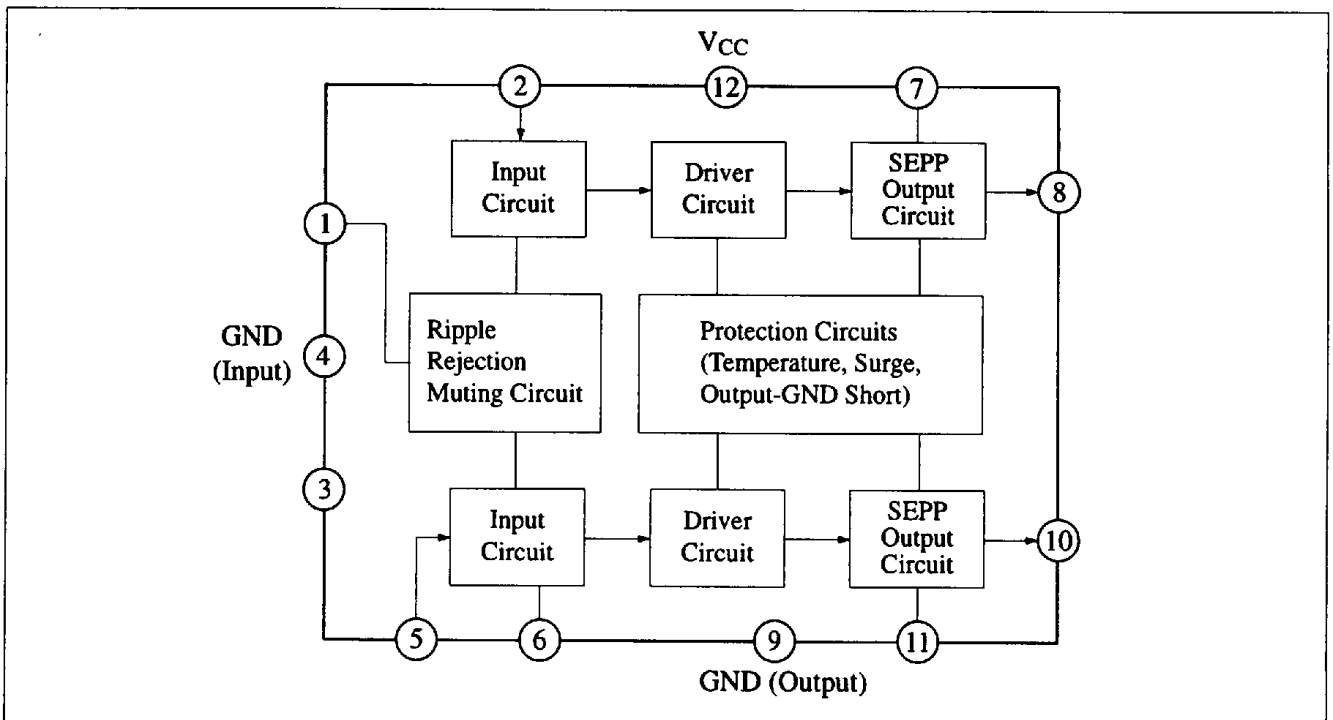 VCC
2
12
7
Input
Circuit
Driver
Circuit
SEPP
Output
Circuit
8
1
GND
(Input)
4
Ripple
Rejection
Muting Circuit
Protection Circuits
(Temperature, Surge,
Output-GND Short)
3
Input
Circuit
Driver
Circuit
SEPP
Output
Circuit
10
5
6
9
11
GND (Output)